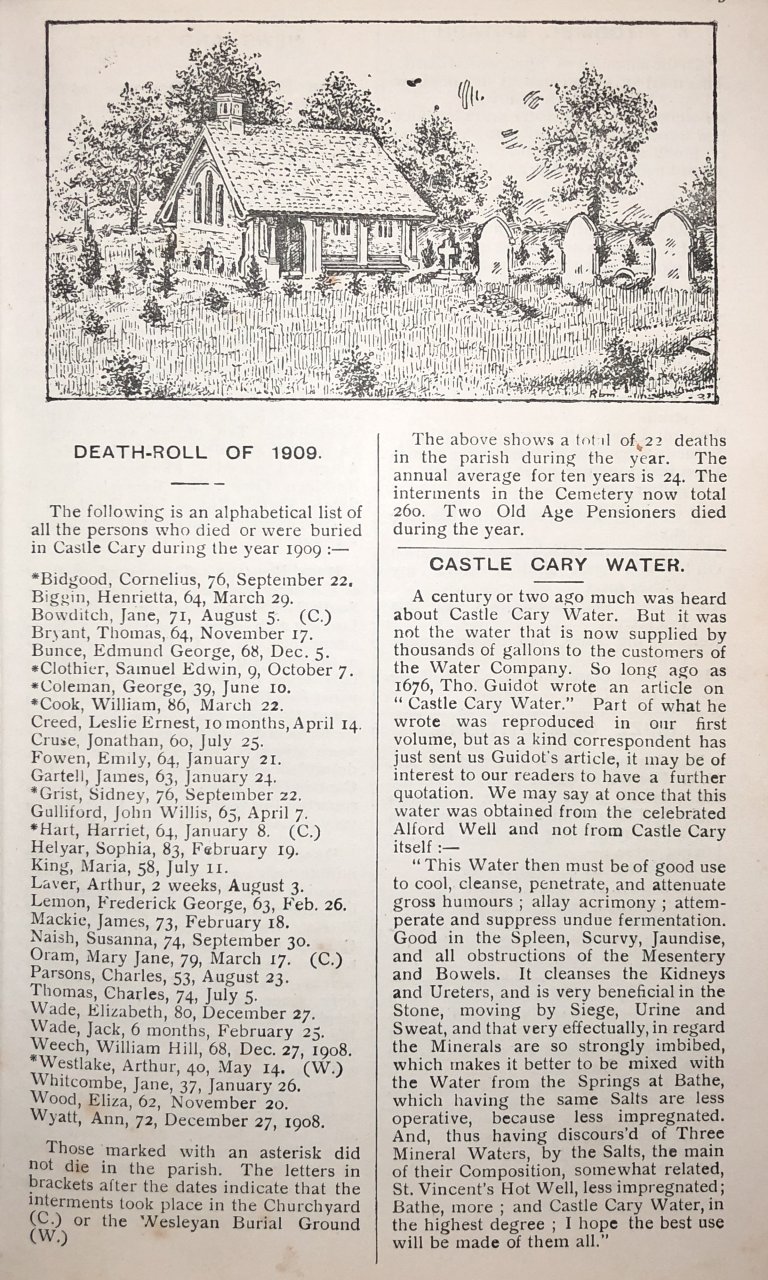 DEATH-ROLL OF 1909.
The following is an alphabetical list of
all the persons who died or were buried
in Castle Cary during the year 1909 :—
*Bidgood, Cornelius, 76, September 22.
Biggin, Henrietta, 64, March 29.
Bowditch, Jane, 71, August 5. (C.)
Bryant, Thomas, 64, November 17.
Bunce, Edmund George, 68, Dec. 5.
*Clothier, Samuel Edwin, 9, October 7.
*Coleman, George, 39, June 10.
*Cook, William, 86, March 22.
Creed, Leslie Ernest, 10 months, April 14.
Cruse, Jonathan, 60, July 25.
Fowen, Emily, 64, January 21.
Gartell, James, 63, January 24.
*Grist, Sidney, 76, September 22.
Gulliford, John Willis, 65, April 7.
*Hart, Harriet, 64, January 8. (C.)
Helyar, Sophia, 83, February 19.
King, Maria, 58, July 11.
Laver, Arthur, 2 weeks, August 3.
Lemon, Frederick George, 63, Feb. 26.
Mackie, James, 73, February 18.
Naish, Susanna, 74, September 30.
Oram, Mary Jane, 79, March 17. (C.)
Parsons, Charles, 53, August 23.
Thomas, Charles, 74, July 5.
Wade, Elizabeth, 80, December 27.
Wade, Jack, 6 months, February 25.
Weech, William Hill, 68, Dec. 27, 1908.
*Westlake, Arthur, 40, May 14. (W.)
Whitcombe, Jane, 37, January 26.
Wood, Eliza, 62, November 20.
Wyatt, Ann, 72, December 27, 1908.
Those marked with an asterisk did
not die in the parish. The letters in
brackets after the dates indicate that the
interments took place in the Churchyard
(C.) or the Wesleyan Burial Ground
(W.)
The above shows a total of 22 deaths
in the parish during the year. The
annual average for ten years is 24. The
interments in the Cemetery now total
260. Two Old Age Pensioners died
during the year.
CASTLE CARY WATER.
A century or two ago much was heard
about Castle Cary Water. But it was
not the water that is now supplied by
thousands of gallons to the customers of
the Water Company. So long ago as
1676, Tho. Guidot wrote an article on
" Castle Cary Water." Part of what he
wrote was reproduced in our first
volume, but as a kind correspondent has
just sent us Guidot's article, it may be of
interest to our readers to have a further
quotation. We may say at once that this
water was obtained from the celebrated
Alford Well and not from Castle Cary
itself :—
" This Water then must be of good use
to cool, cleanse, penetrate, and attenuate
gross humours ; allay acrimony ; attem-
perate and suppress undue fermentation.
Good in the Spleen, Scurvy, Jaundise,
and all obstructions of the Mesentery
and Bowels. It cleanses the Kidneys
and Ureters, and is very beneficial in the
Stone, moving by Siege, Urine and
Sweat, and that very effectually, in regard
the Minerals are so strongly imbibed,
which makes it better to be mixed with
the Water from the Springs at Bathe,
which having the same Salts are less
operative, because less impregnated.
And, thus having discours'd of Three
Mineral Waters, by the Salts, the main
of their Composition, somewhat related,
St. Vincent's Hot Well, less impregnated ;
Bathe, more ; and Castle Cary Water, in
the highest degree ; I hope the best use
will be made of them all."